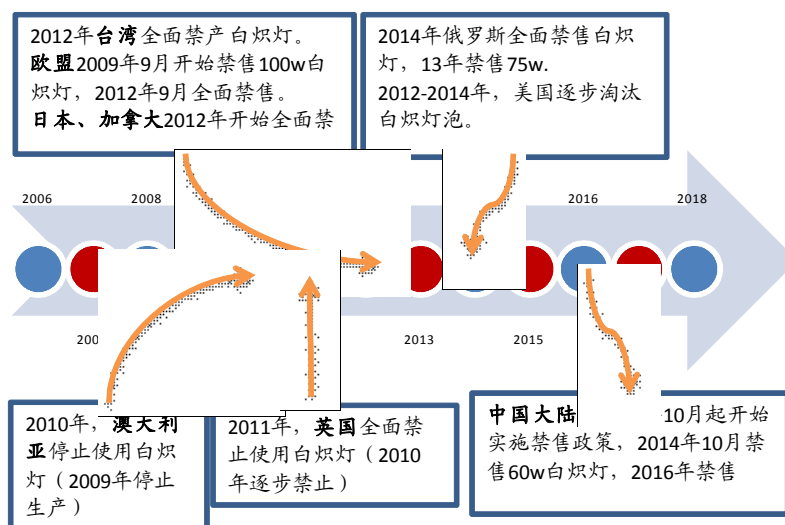 2012年台湾全面禁产白炽灯。
欧盟2009年9月开始禁售100w白
炽灯，2012年9月全面禁售。
日本、加拿大2012年开始全面禁
2014年俄罗斯全面禁售白炽
灯，13年禁售75w.
2012-2014年，美国逐步淘汰
白炽灯泡。
2006
2008
2016
2018
200
2013
2015
2010年，澳大利
亚停止使用白炽
灯（2009年停止
生产）
2011年，英国全面禁
止使用白炽灯（2010
年逐步禁止）
中国大陆 10月起开始
实施禁售政策，2014年10月禁
售60w白炽灯，2016年禁售